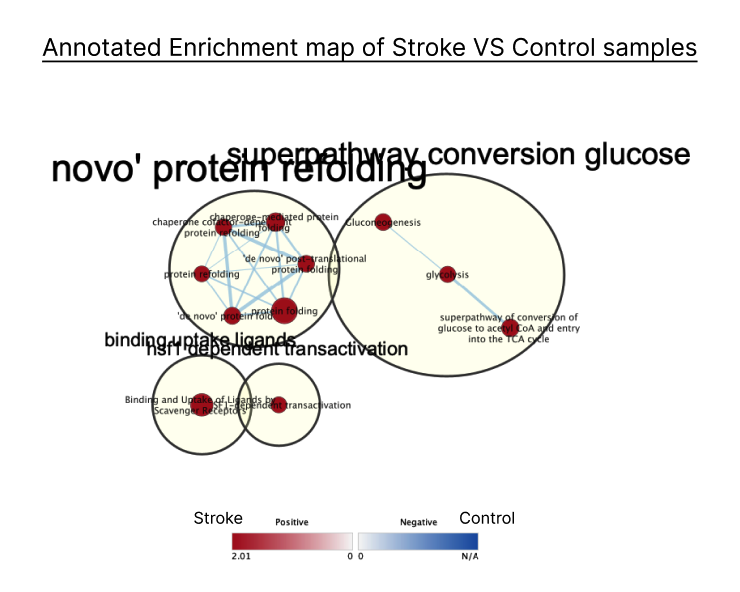 Annotated Enrichment map of Stroke VS Control samples
superpathway conversion glucose
novo' protein refolding
chaperone-mediated protein
folding
chaperone cofactor-dependent
protein refolding
Gluconeogenesis
'de novo' post-translational
protein folding
protein refolding
glycolysis
'de novo' protein folding
protein folding
superpathway of conversion of
glucose to acetyl CoA and entry
into the TCA cycle
binding uptake ligands
hsf1 dependent transactivation
Binding and Uptake of Ligands by
Scavenger Receptors
HSF1-dependent transactivation
Stroke
Positive
Negative
Control
2.01
0
0
N/A